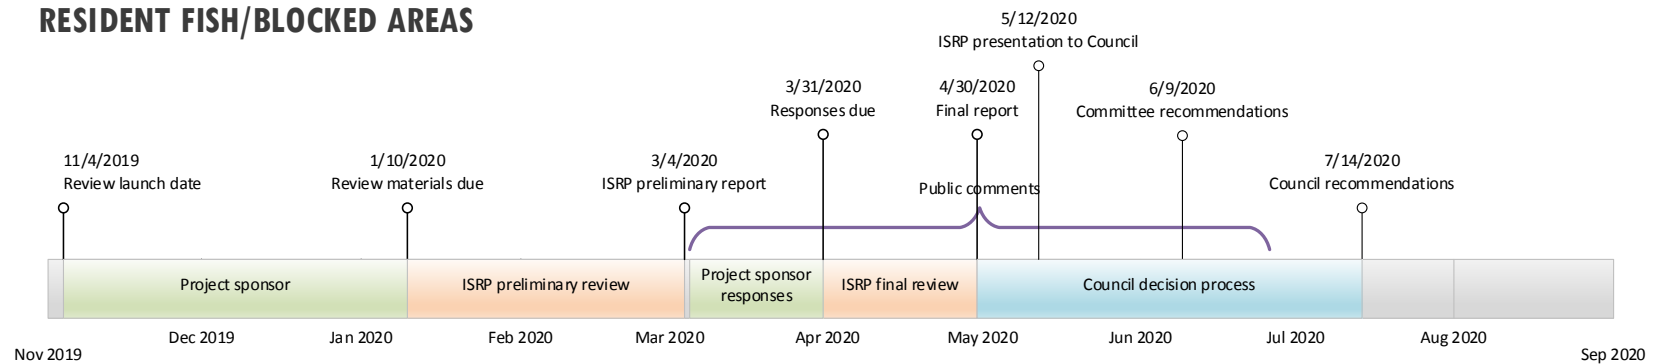 RESIDENT FISH/BLOCKED AREAS
5/12/2020
ISRP presentation to Council
3/31/2020
Responses due
4/30/2020
Final report
6/9/2020
Committee recommendations
11/4/2019
Review launch date
1/10/2020
Review materials due
3/4/2020
ISRP preliminary report
Public comments
7/14/2020
Council recommendations
Project sponsor
ISRP preliminary review
Project sponsor
responses
ISRP final review
Council decision process
Nov 2019
Dec 2019
Jan 2020
Feb 2020
Mar 2020
Apr 2020
May 2020
Jun 2020
Jul 2020
Aug 2020
Sep 2020